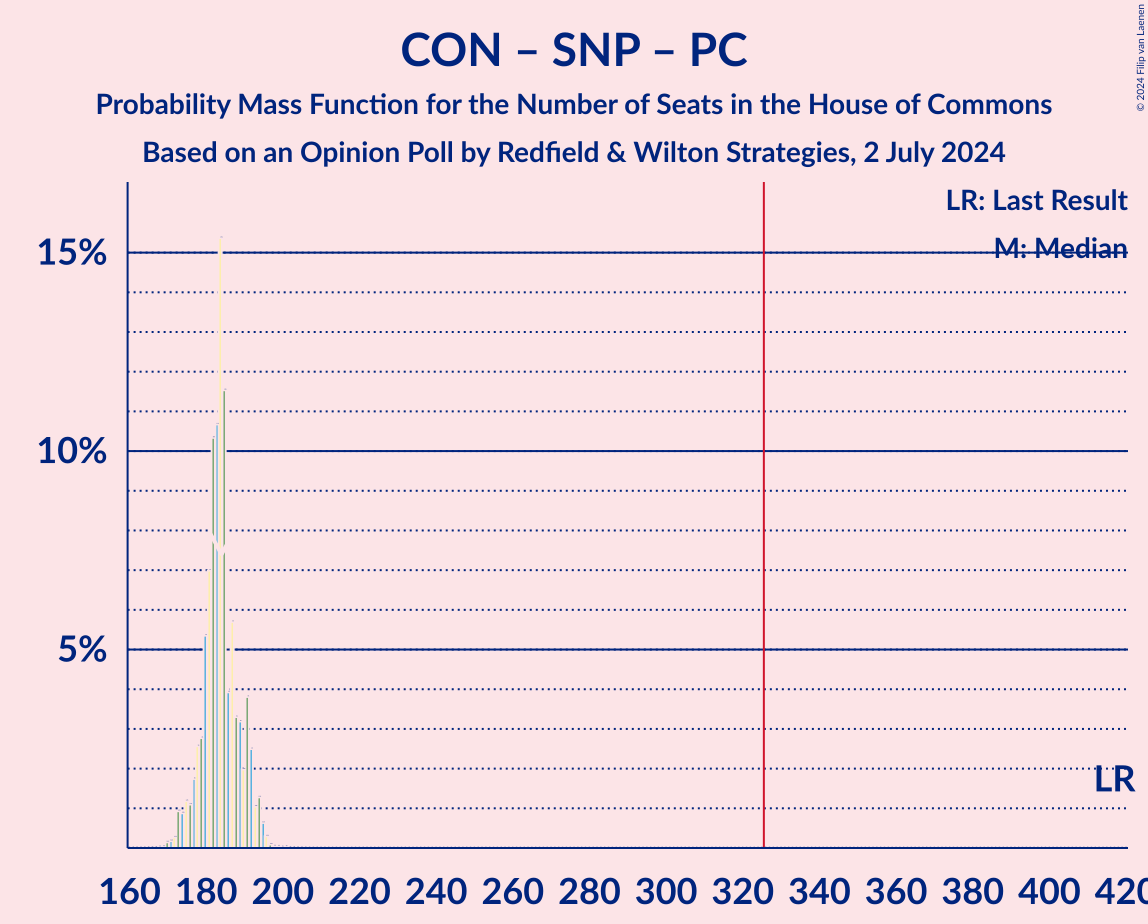 CON – SNP – PC
Probability Mass Function for the Number of Seats in the House of Commons
Based on an Opinion Poll by Redfield & Wilton Strategies, 2 July 2024
© 2024 Filip van Laenen
LR: Last Result
M: Median
15%
10%
5%
M
LR
160 180 200 220 240 260 280 300 320 340 360 380 400 420